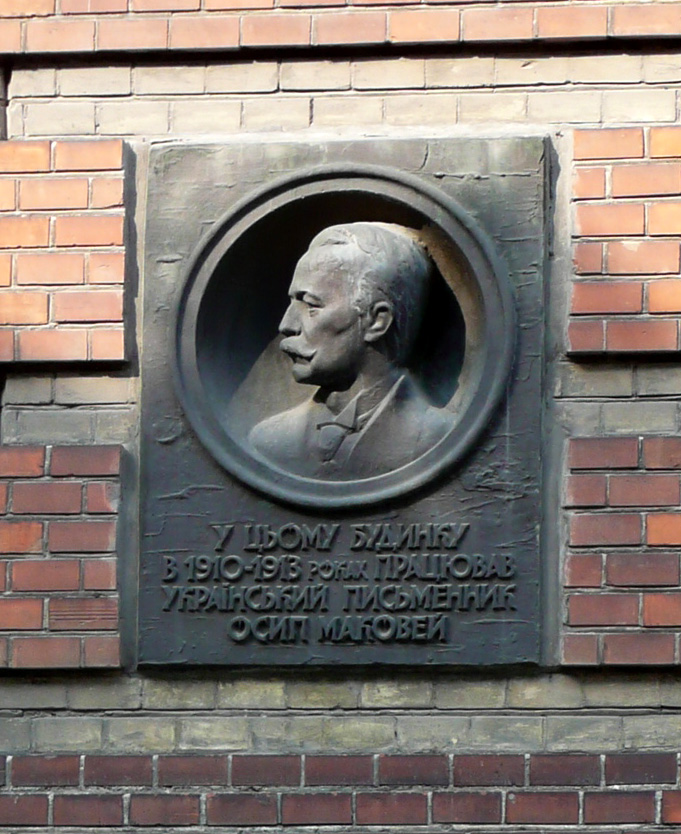 У ЦЬОМУ БУДИНКУ
В 1910-1913 РОКАХ ПРАЦЮВАВ
УКРАЇНСЬКИЙ ПИСЬМЕННИК
ОСИП МАКОВЕЙ